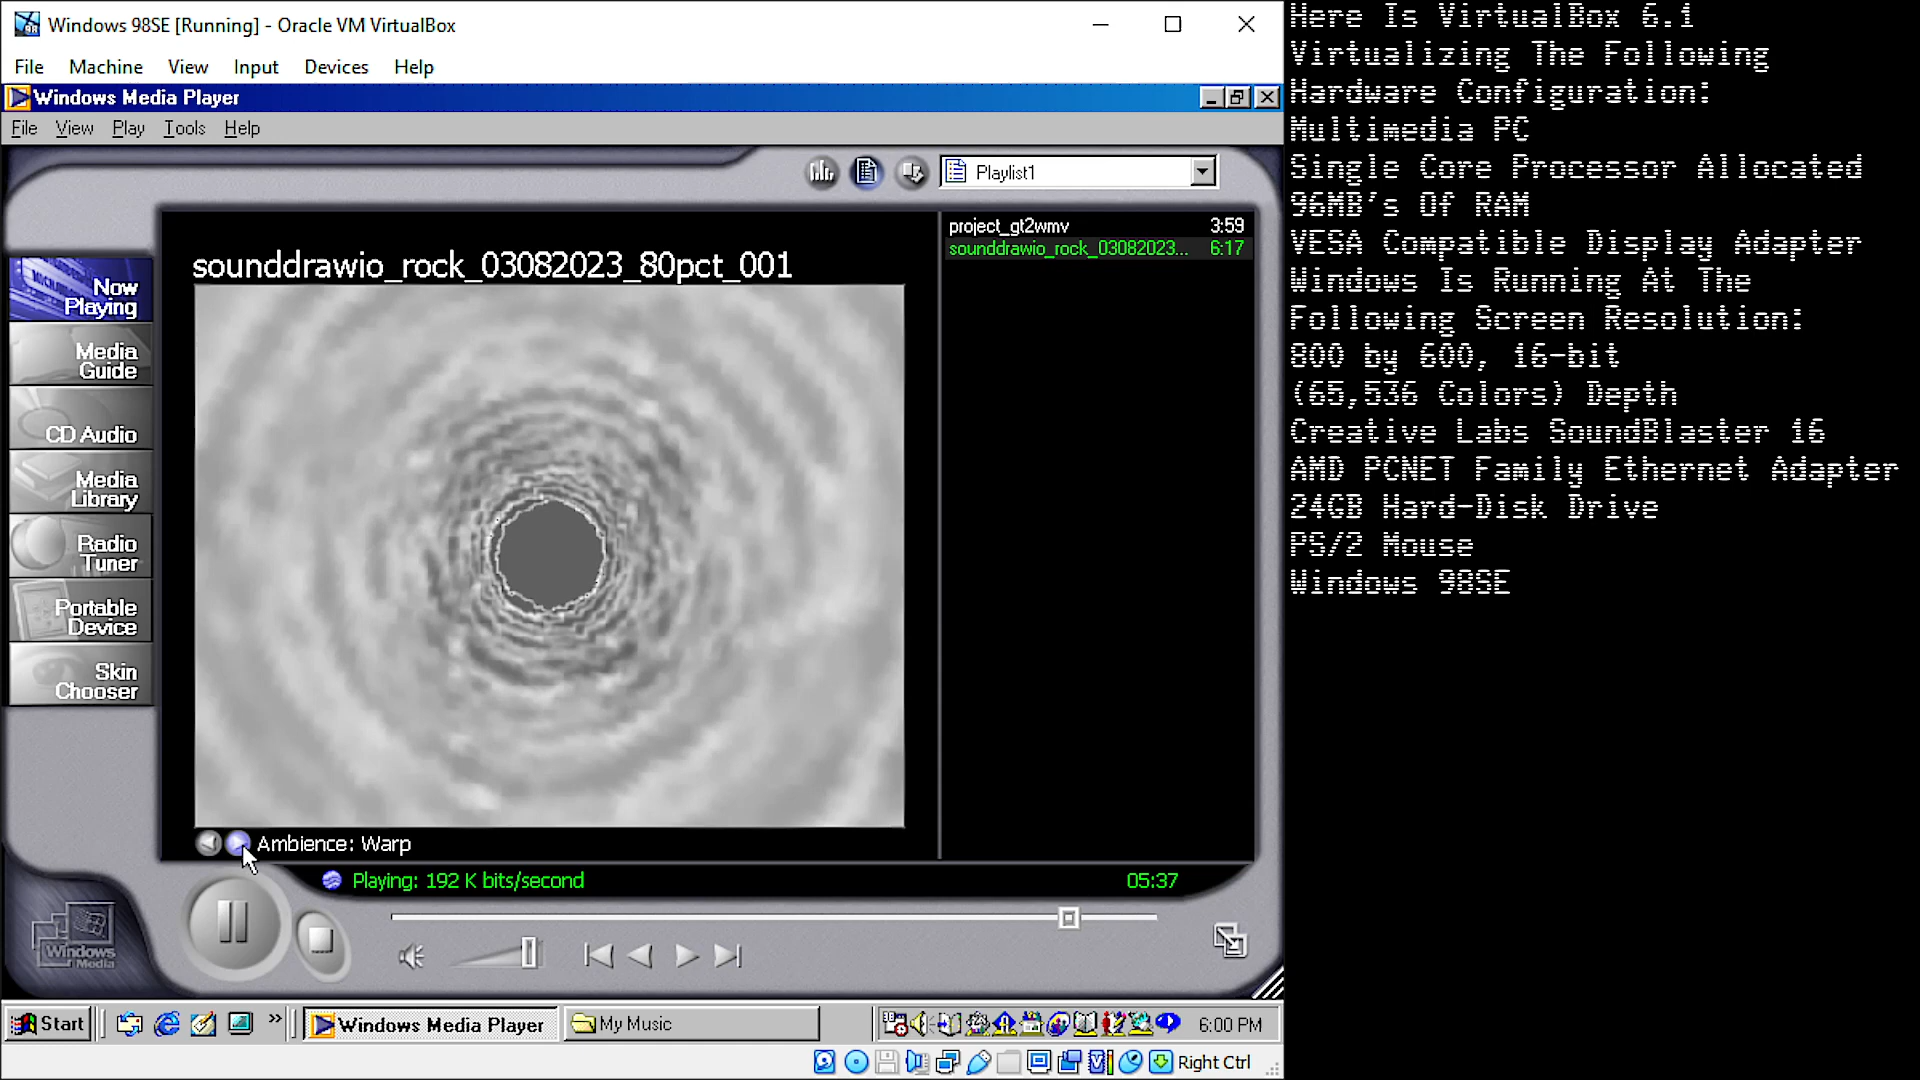 Windows 98SE [Running] - Oracle VM VirtualBox
File Machine View Input Devices Help
Windows Media Player
File View Play Tools Help
Playlist1
project_gt2wmv 3:59
sounddrawio_rock_03082023... 6:17
sounddrawio_rock_03082023_80pct_001
Now
Playing
Media
Guide
CD Audio
Media
Library
Radio
Tuner
Portable
Device
Skin
Chooser
Ambience: Warp
Playing: 192 K bits/second 05:37
Windows
Media
Start
Windows Media Player
My Music
6:00 PM
Right Ctrl
Here Is VirtualBox 6.1
Virtualizing The Following
Hardware Configuration:
Multimedia PC
Single Core Processor Allocated
96MB's Of RAM
VESA Compatible Display Adapter
Windows Is Running At The
Following Screen Resolution:
800 by 600, 16-bit
(65,536 Colors) Depth
Creative Labs SoundBlaster 16
AMD PCNET Family Ethernet Adapter
24GB Hard-Disk Drive
PS/2 Mouse
Windows 98SE